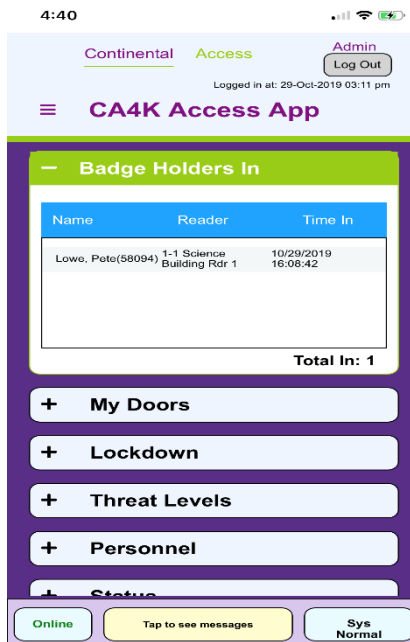 4:40
Continental Access Admin
Log Out
Logged in at: 29-Oct-2019 03:11 pm
CA4K Access App
− Badge Holders In
Name Reader Time In
Lowe, Pete(58094) 1-1 Science Building Rdr 1 10/29/2019 16:08:42
Total In: 1
+ My Doors
+ Lockdown
+ Threat Levels
+ Personnel
+ Status
Online Tap to see messages Sys Normal